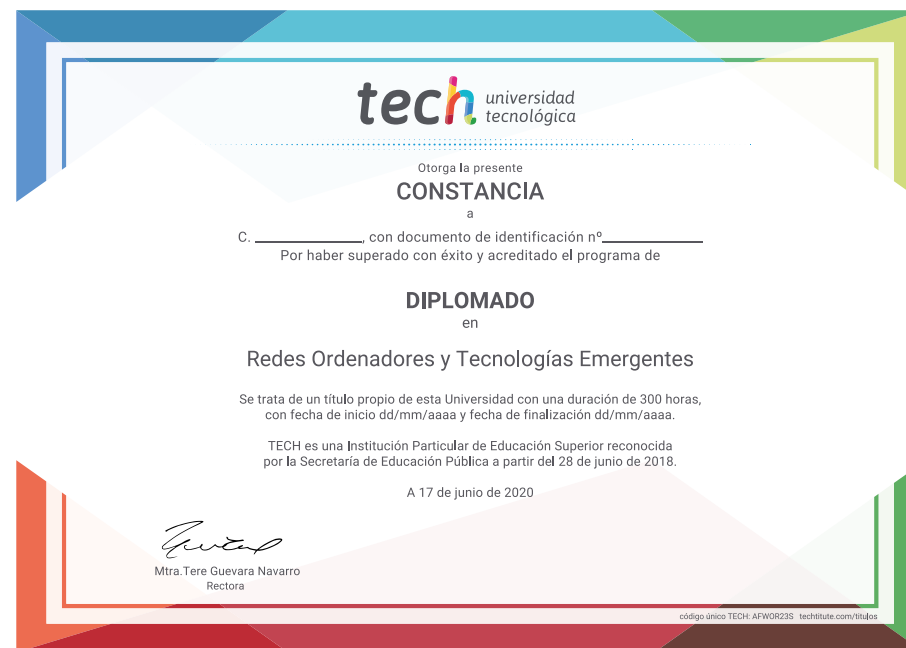 tech universidad
tecnológica
Otorga la presente
CONSTANCIA
a
C. ________________, con documento de identificación nº_______________
Por haber superado con éxito y acreditado el programa de
DIPLOMADO
en
Redes Ordenadores y Tecnologías Emergentes
Se trata de un título propio de esta Universidad con una duración de 300 horas,
con fecha de inicio dd/mm/aaaa y fecha de finalización dd/mm/aaaa.
TECH es una Institución Particular de Educación Superior reconocida
por la Secretaría de Educación Pública a partir del 28 de junio de 2018.
A 17 de junio de 2020
Mtra.Tere Guevara Navarro
Rectora
código único TECH: AFWOR23S techtitute.com/titulos